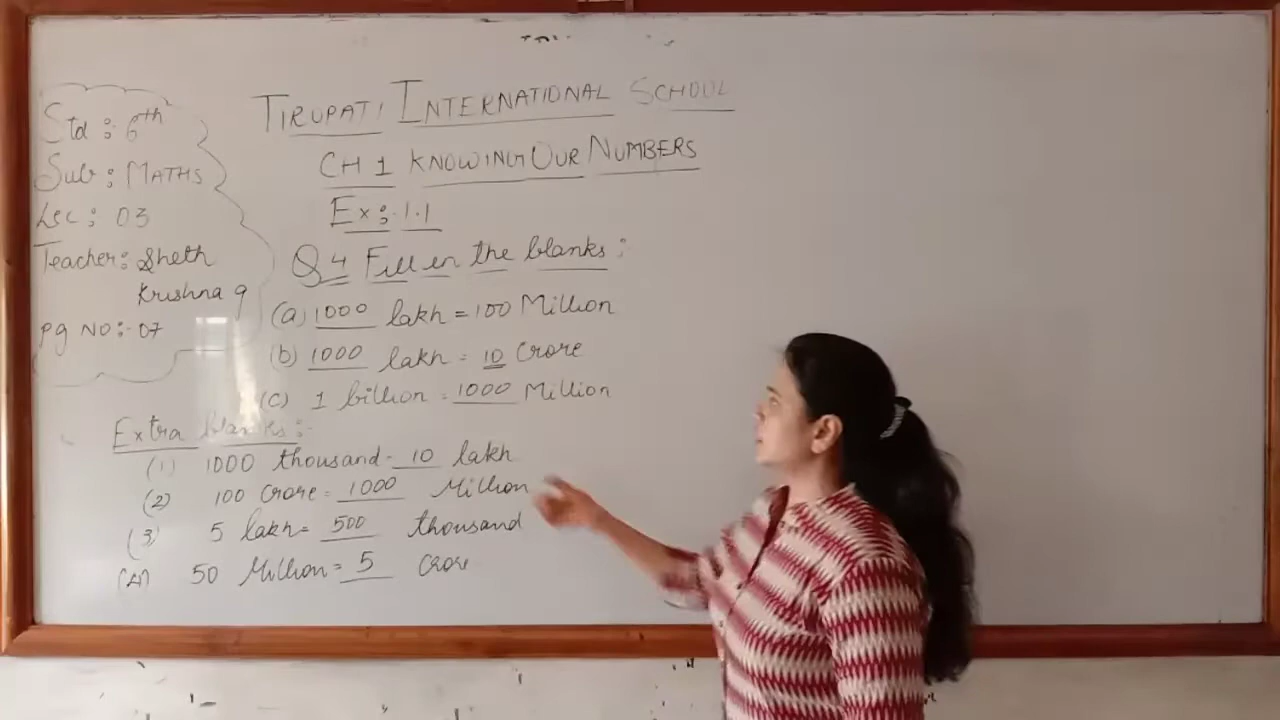 Std : 6th
Sub : MATHS
Lec : 03
Teacher : Sheth
Krushna g
Pg NO :- 07
TIRUPATI INTERNATIONAL SCHOOL
CH 1 KNOWING OUR NUMBERS
Ex :. 1.1
Q 4 Fill in the blanks :
(a) 1000 lakh = 100 Million
(b) 1000 lakh = 10 Crore
(c) 1 billion = 1000 Million
Extra blanks :-
(1) 1000 thousand = 10 lakh
(2) 100 Crore = 1000 Million
(3) 5 lakh = 500 thousand
(4) 50 Million = 5 Crore